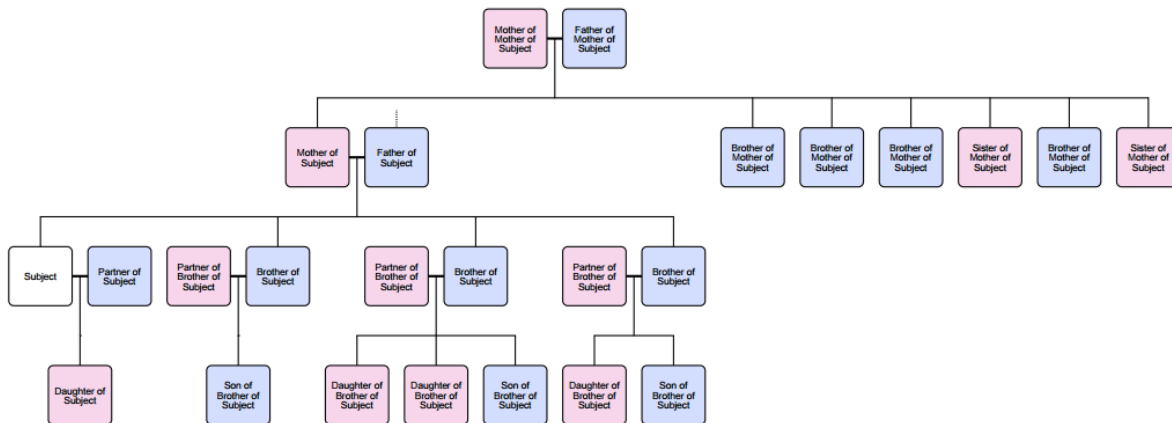 Mother of
Mother of
Subject
Father of
Mother of
Subject
Mother of
Subject
Father of
Subject
Brother of
Mother of
Subject
Brother of
Mother of
Subject
Brother of
Mother of
Subject
Sister of
Mother of
Subject
Brother of
Mother of
Subject
Sister of
Mother of
Subject
Subject
Partner of
Subject
Partner of
Brother of
Subject
Brother of
Subject
Partner of
Brother of
Subject
Brother of
Subject
Partner of
Brother of
Subject
Brother of
Subject
Daughter of
Subject
Son of
Brother of
Subject
Daughter of
Brother of
Subject
Daughter of
Brother of
Subject
Son of
Brother of
Subject
Daughter of
Brother of
Subject
Son of
Brother of
Subject